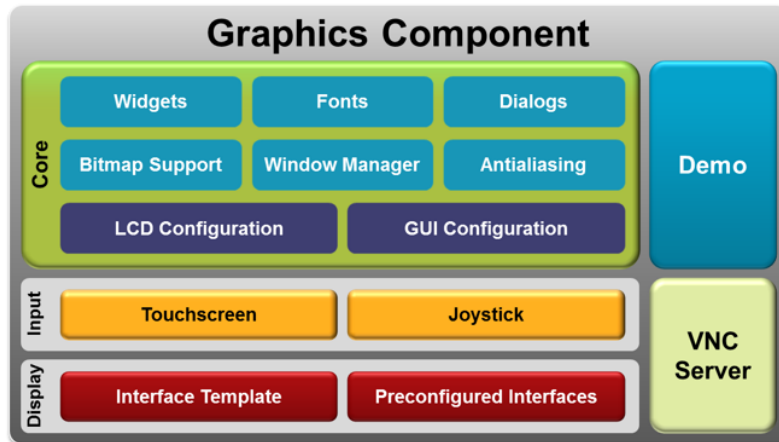 Graphics Component
Core
Widgets
Fonts
Dialogs
Bitmap Support
Window Manager
Antialiasing
LCD Configuration
GUI Configuration
Demo
Input
Touchscreen
Joystick
Display
Interface Template
Preconfigured Interfaces
VNC
Server